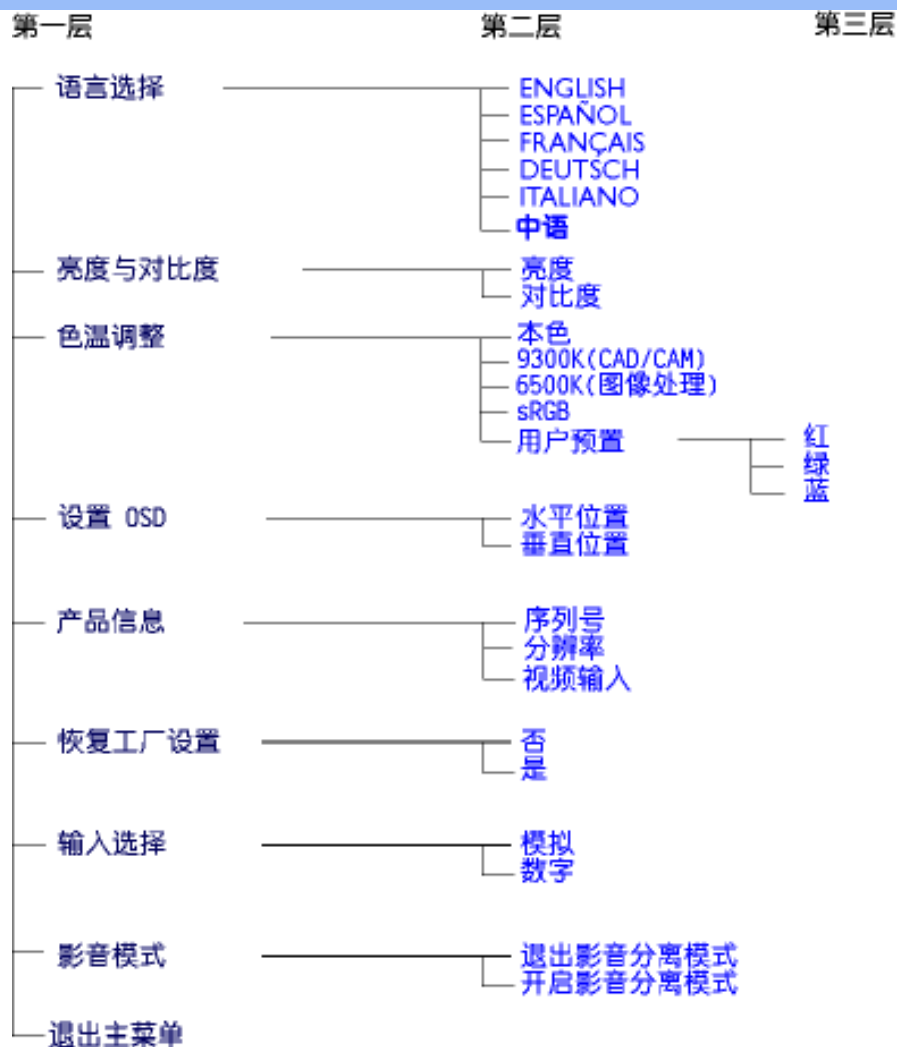 第一层 第二层 第三层
语言选择 ENGLISH
ESPAÑOL
FRANÇAIS
DEUTSCH
ITALIANO
中语
亮度与对比度 亮度
对比度
色温调整 本色
9300K(CAD/CAM)
6500K(图像处理)
sRGB
用户预置 红
绿
蓝
设置 OSD 水平位置
垂直位置
产品信息 序列号
分辨率
视频输入
恢复工厂设置 否
是
输入选择 模拟
数字
影音模式 退出影音分离模式
开启影音分离模式
退出主菜单